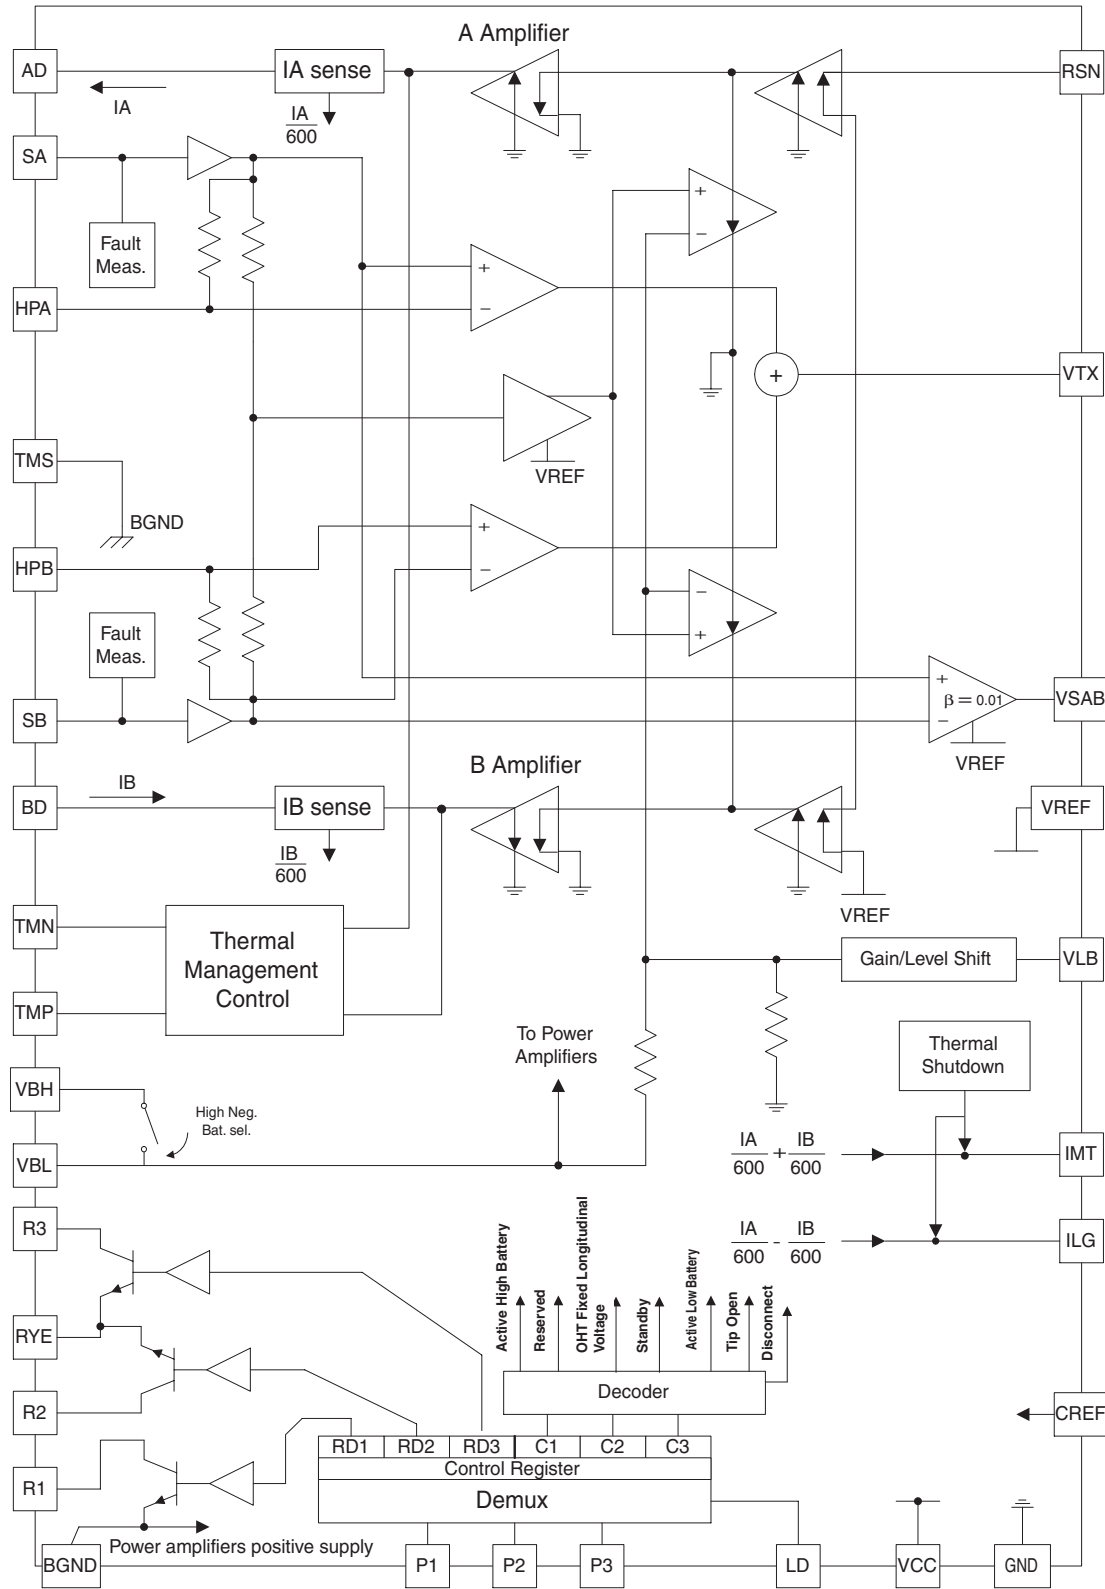 A Amplifier
AD
IA sense
RSN
IA
IA
600
SA
+
−
Fault
Meas.
+
−
HPA
+
VTX
VREF
TMS
BGND
+
−
HPB
−
+
Fault
Meas.
+
β = 0.01
−
VSAB
SB
VREF
B Amplifier
IB
BD
IB sense
VREF
IB
600
VREF
TMN
Thermal
Management
Control
Gain/Level Shift
VLB
TMP
To Power
Amplifiers
Thermal
Shutdown
VBH
High Neg.
Bat. sel.
VBL
IA
600
+
IB
600
IMT
R3
IA
600
-
IB
600
ILG
Active High Battery
Reserved
OHT Fixed Longitudinal
Voltage
Standby
Active Low Battery
Tip Open
Disconnect
RYE
Decoder
R2
CREF
RD1 RD2 RD3 C1 C2 C3
Control Register
R1
Demux
Power amplifiers positive supply
BGND
P1
P2
P3
LD
VCC
GND